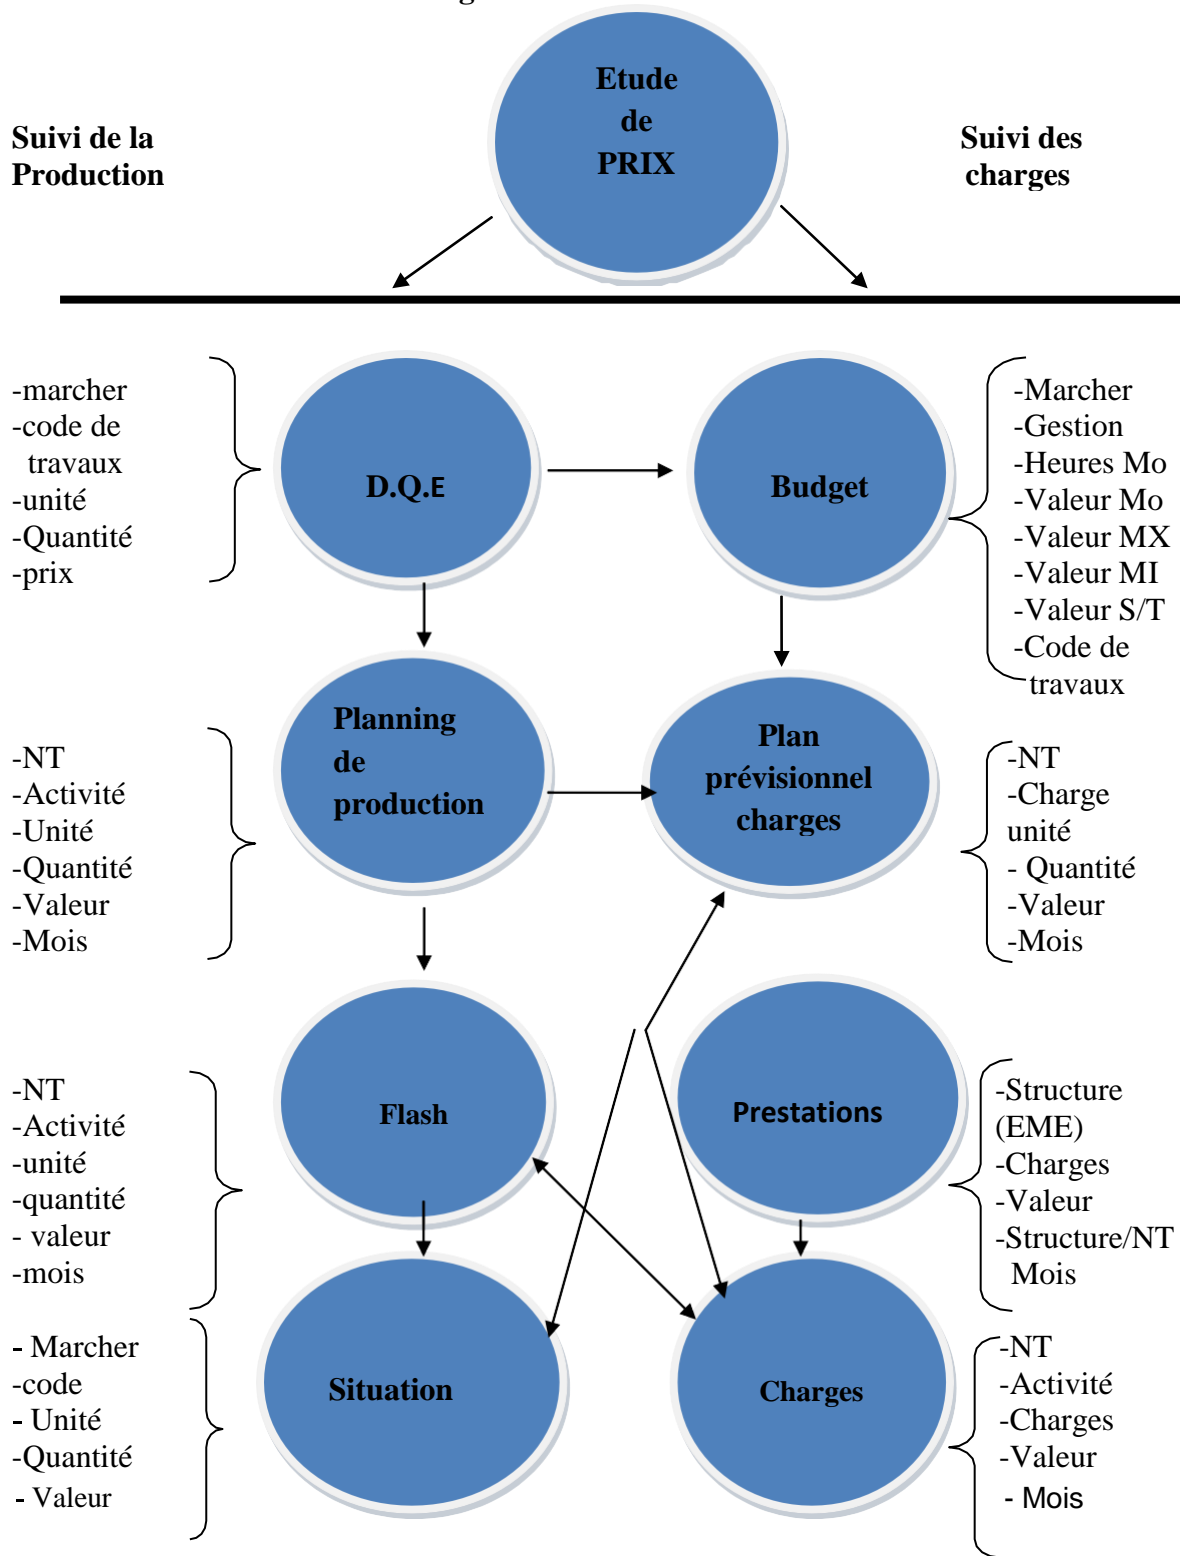 Etude
de
PRIX
Suivi de la
Production
Suivi des
charges
-marcher
-code de
travaux
-unité
-Quantité
-prix
D.Q.E
Budget
-Marcher
-Gestion
-Heures Mo
-Valeur Mo
-Valeur MX
-Valeur MI
-Valeur S/T
-Code de
travaux
-NT
-Activité
-Unité
-Quantité
-Valeur
-Mois
Planning
de
production
Plan
prévisionnel
charges
-NT
-Charge
unité
- Quantité
-Valeur
-Mois
-NT
-Activité
-unité
-quantité
- valeur
-mois
Flash
Prestations
-Structure
(EME)
-Charges
-Valeur
-Structure/NT
Mois
- Marcher
-code
- Unité
-Quantité
- Valeur
Situation
Charges
-NT
-Activité
-Charges
-Valeur
- Mois